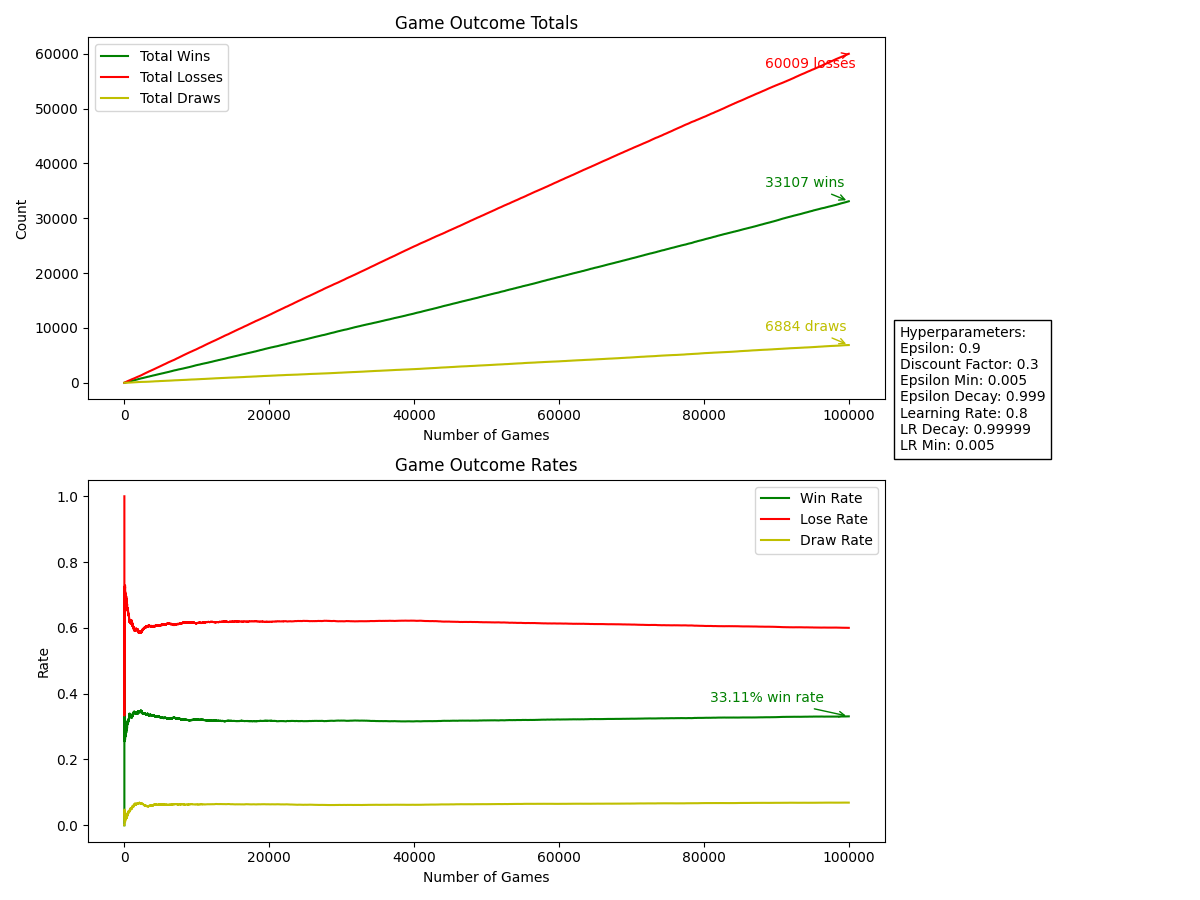 Game Outcome Totals
Total Wins
Total Losses
Total Draws
60009 losses
33107 wins
6884 draws
60000
50000
40000
30000
20000
10000
0
Count
0 20000 40000 60000 80000 100000
Number of Games
Hyperparameters:
Epsilon: 0.9
Discount Factor: 0.3
Epsilon Min: 0.005
Epsilon Decay: 0.999
Learning Rate: 0.8
LR Decay: 0.99999
LR Min: 0.005
Game Outcome Rates
Win Rate
Lose Rate
Draw Rate
33.11% win rate
1.0
0.8
0.6
0.4
0.2
0.0
Rate
0 20000 40000 60000 80000 100000
Number of Games